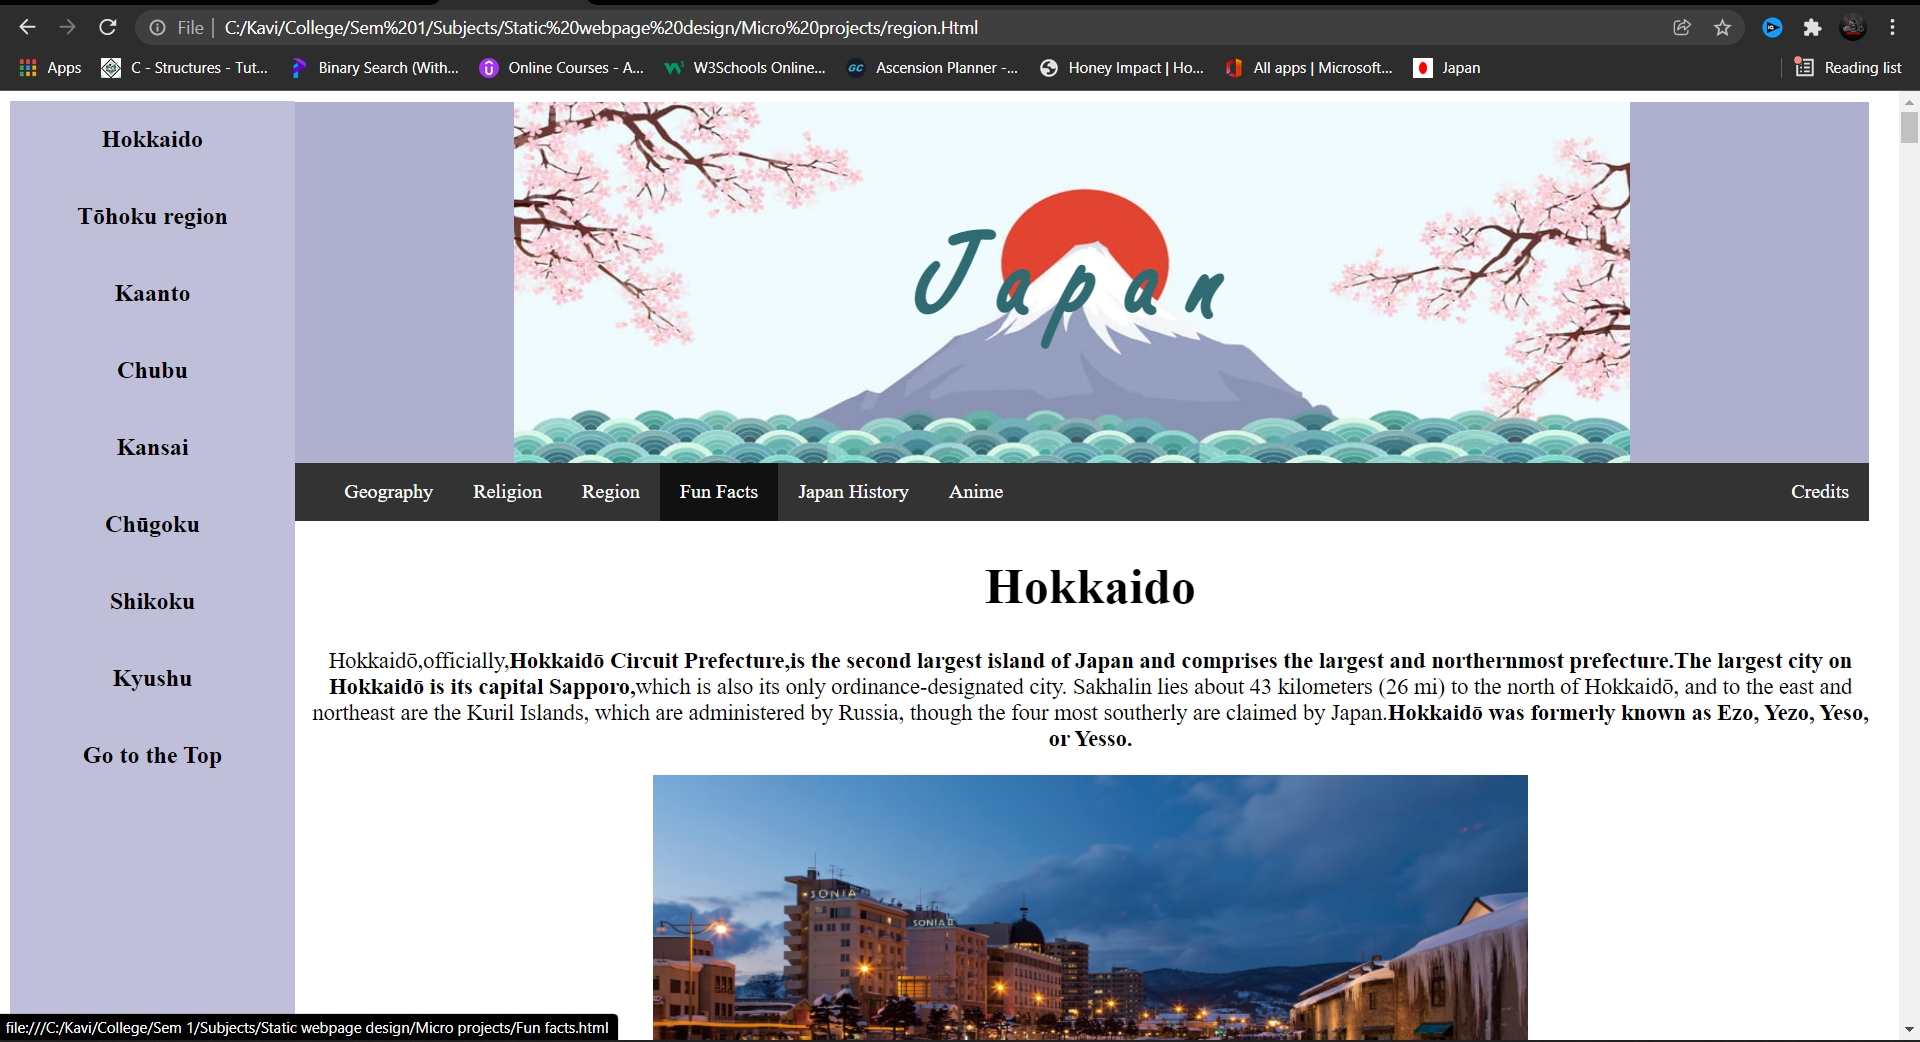 File | C:/Kavi/College/Sem%201/Subjects/Static%20webpage%20design/Micro%20projects/region.Html
Apps C - Structures - Tut... Binary Search (With... Online Courses - A... W3Schools Online... GC Ascension Planner -... Honey Impact | Ho... All apps | Microsoft... Japan Reading list
Hokkaido
Tōhoku region
Kaanto
Chubu
Kansai
Chūgoku
Shikoku
Kyushu
Go to the Top
Japan
Geography Religion Region Fun Facts Japan History Anime Credits
Hokkaido
Hokkaidō,officially,Hokkaidō Circuit Prefecture,is the second largest island of Japan and comprises the largest and northernmost prefecture.The largest city on
Hokkaidō is its capital Sapporo,which is also its only ordinance-designated city. Sakhalin lies about 43 kilometers (26 mi) to the north of Hokkaidō, and to the east and
northeast are the Kuril Islands, which are administered by Russia, though the four most southerly are claimed by Japan.Hokkaidō was formerly known as Ezo, Yezo, Yeso,
or Yesso.
SONIA
SONIA II
file:///C:/Kavi/College/Sem 1/Subjects/Static webpage design/Micro projects/Fun facts.html